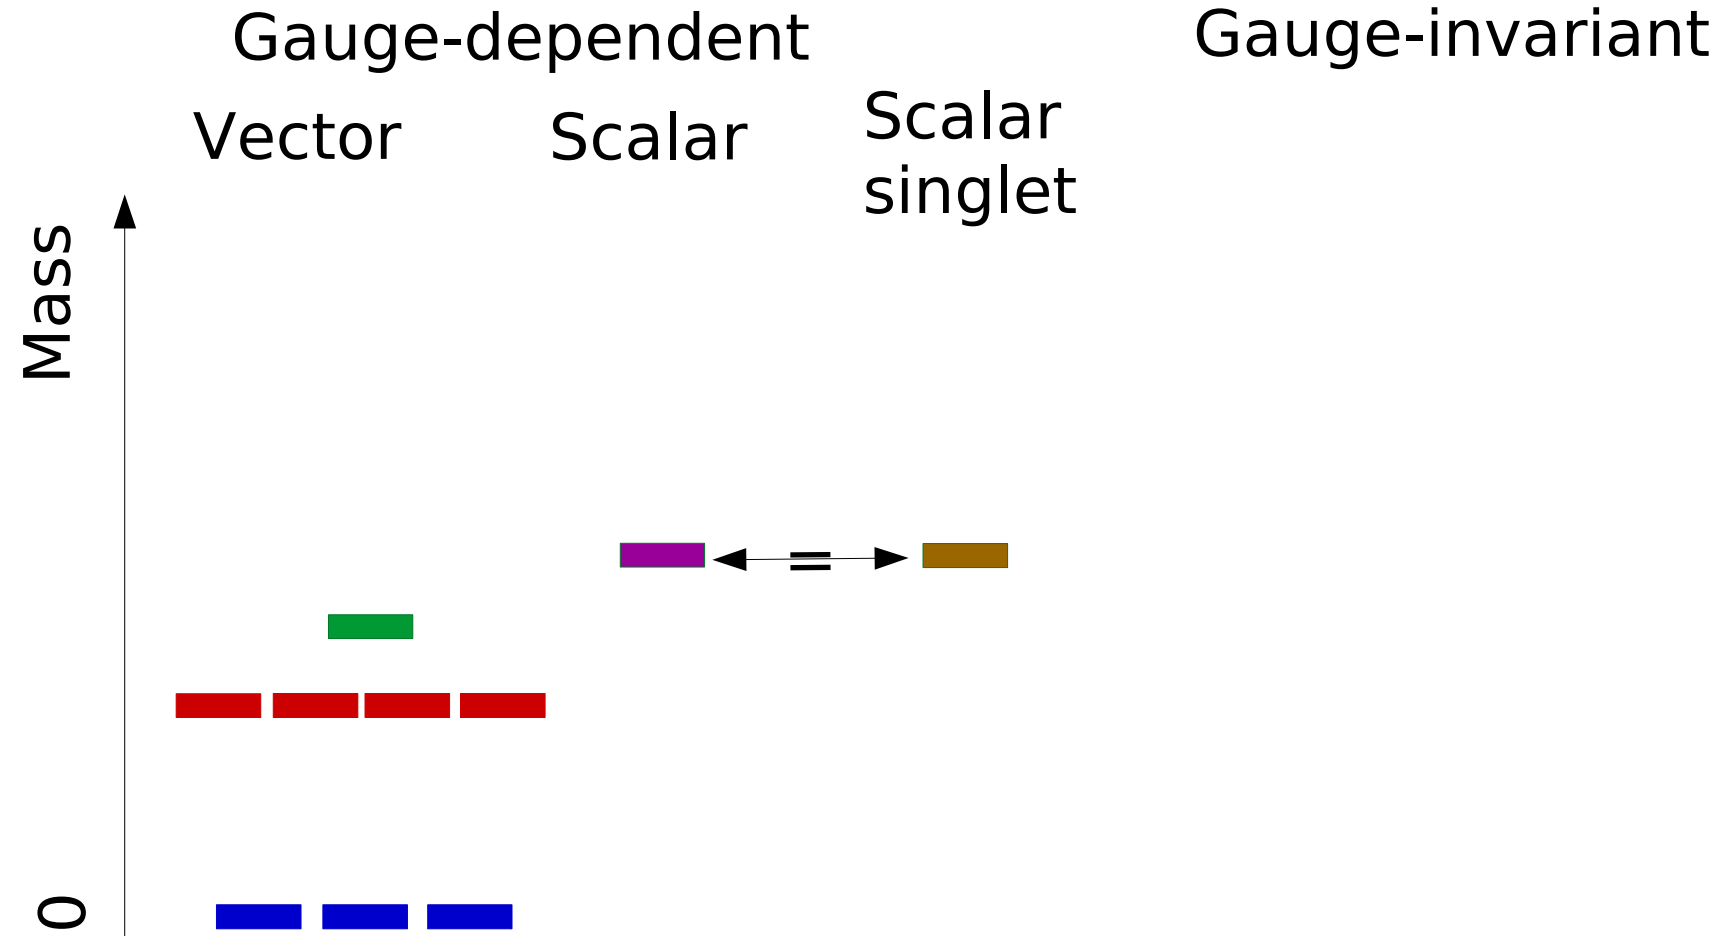 Gauge-dependent
Gauge-invariant
Vector
Scalar
Scalar
singlet
Mass
=
0